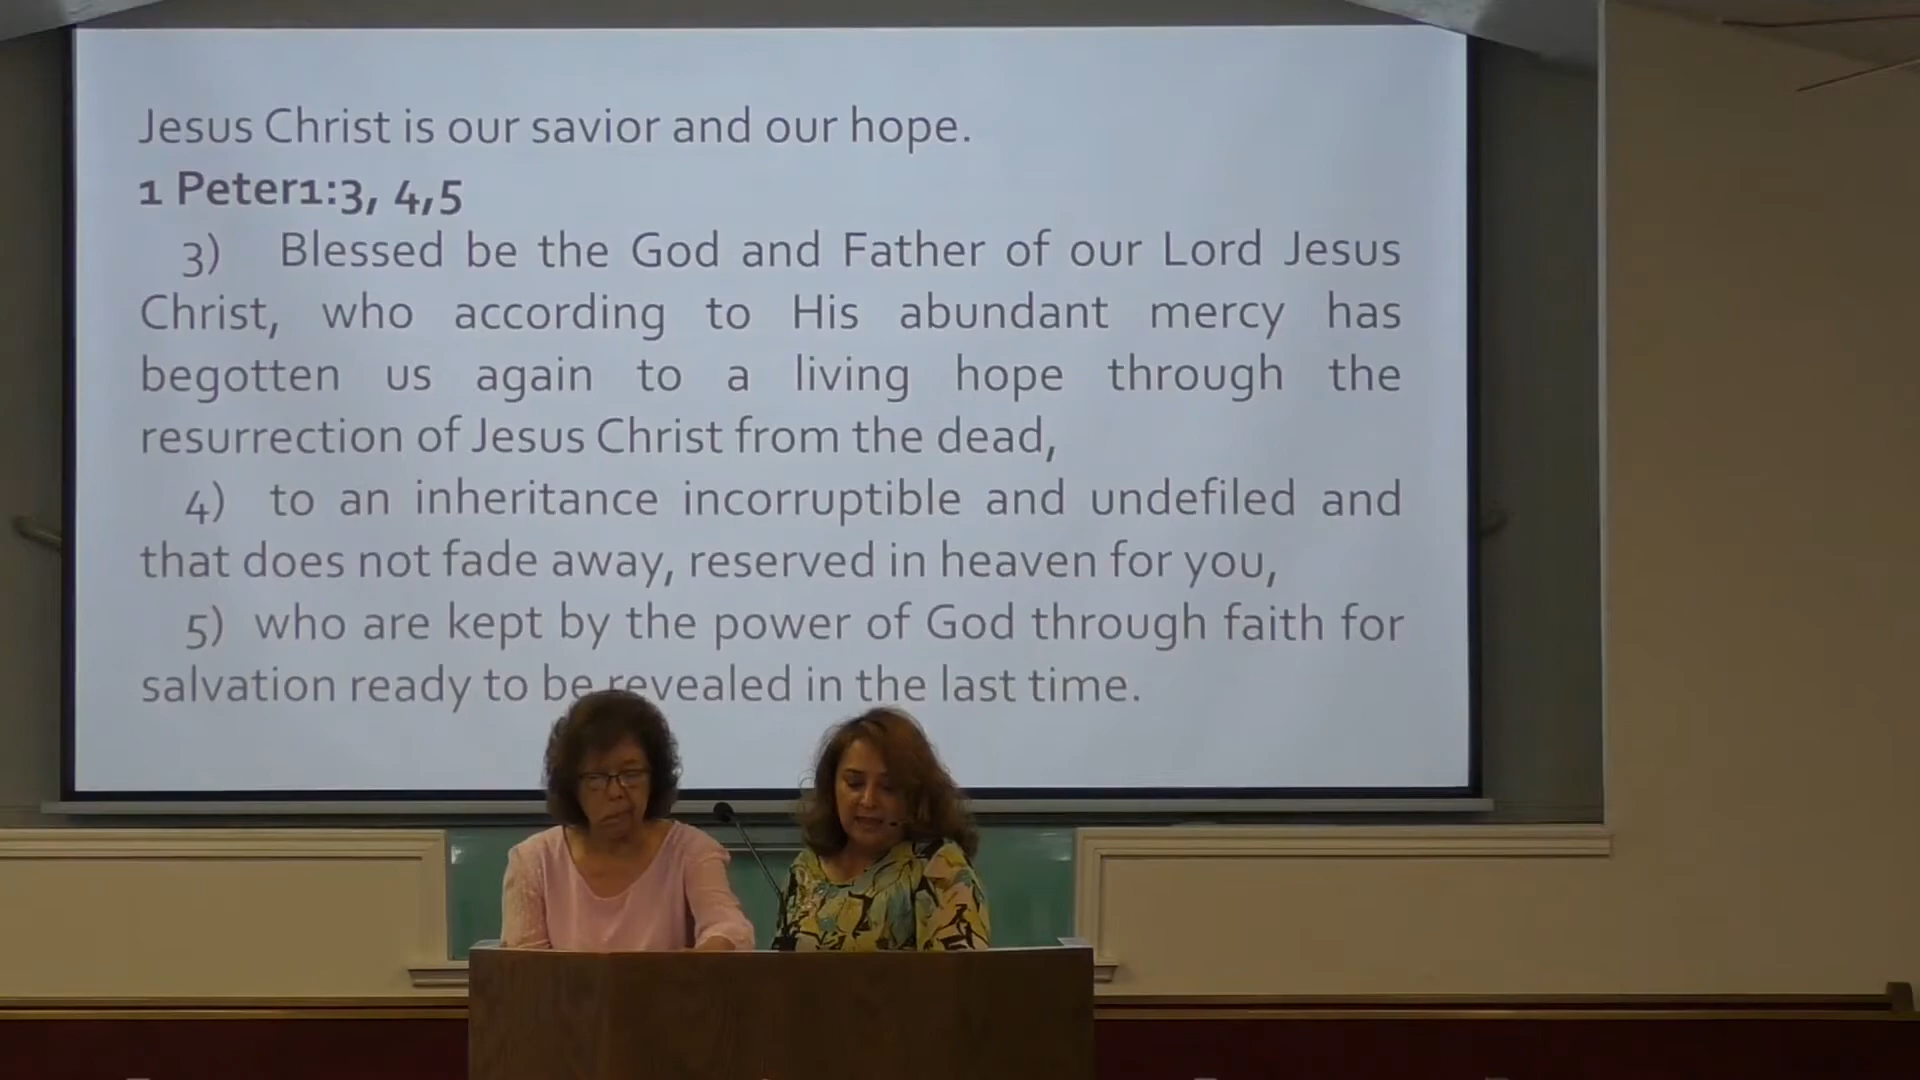 Jesus Christ is our savior and our hope.
1 Peter1:3, 4,5
3) Blessed be the God and Father of our Lord Jesus
Christ, who according to His abundant mercy has
begotten us again to a living hope through the
resurrection of Jesus Christ from the dead,
4) to an inheritance incorruptible and undefiled and
that does not fade away, reserved in heaven for you,
5) who are kept by the power of God through faith for
salvation ready to be revealed in the last time.